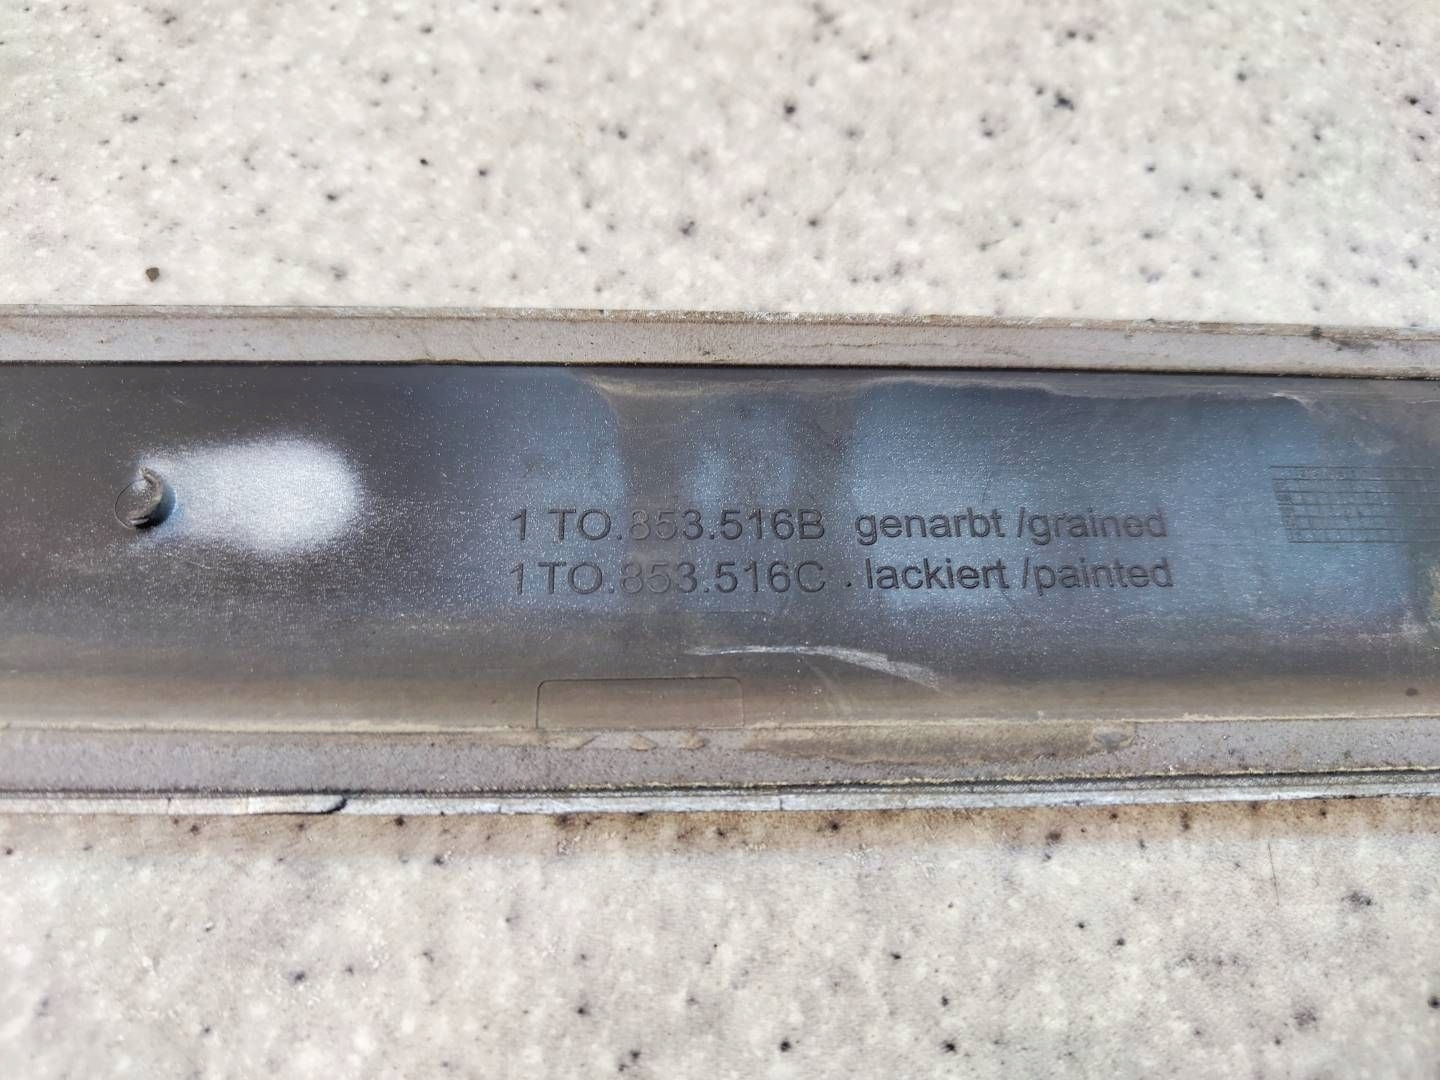 1 TO.853.516B genarbt /grained
1 TO.853.516C . lackiert /painted